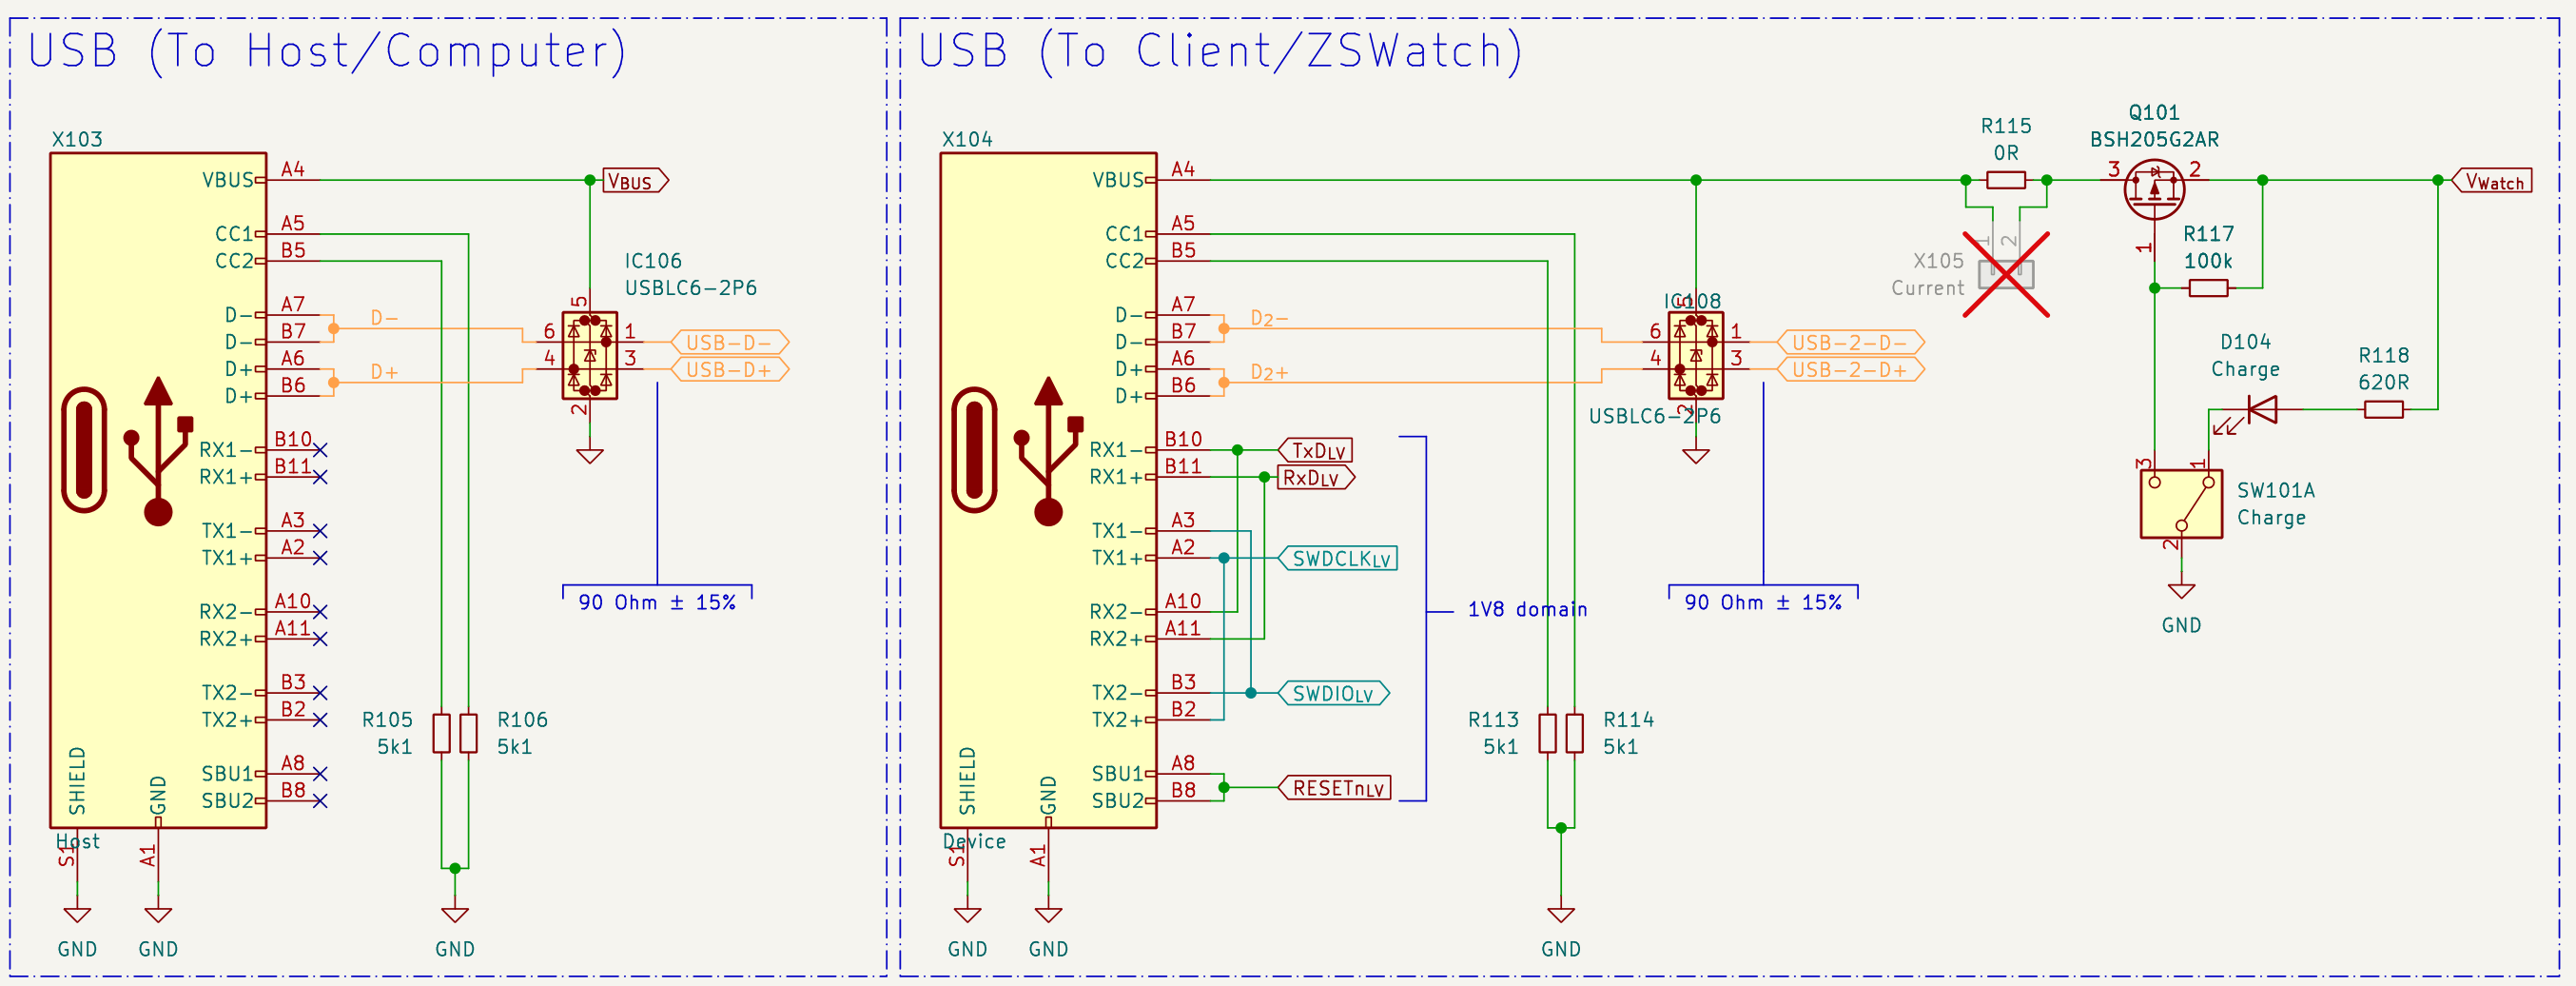 USB (To Host/Computer)
X103
VBUS A4
VBUS
CC1 A5
CC2 B5
IC106
USBLC6-2P6
D- A7
D- B7
D+ A6
D+ B6
D-
D+
5
6 1
4 3
2
USB-D-
USB-D+
RX1- B10
RX1+ B11
TX1- A3
TX1+ A2
RX2- A10
RX2+ A11
TX2- B3
TX2+ B2
SBU1 A8
SBU2 B8
90 Ohm ± 15%
R105
5k1
R106
5k1
SHIELD
GND
Host
S1
A1
GND
GND
GND
USB (To Client/ZSWatch)
X104
VBUS A4
CC1 A5
CC2 B5
D- A7
D- B7
D+ A6
D+ B6
D2-
D2+
RX1- B10
RX1+ B11
TX1- A3
TX1+ A2
RX2- A10
RX2+ A11
TX2- B3
TX2+ B2
SBU1 A8
SBU2 B8
TxDLV
RxDLV
SWDCLKLV
SWDIOLV
RESETnLV
1V8 domain
IC108
5
6 1
4 3
2
USBLC6-2P6
USB-2-D-
USB-2-D+
90 Ohm ± 15%
R113
5k1
R114
5k1
SHIELD
GND
Device
S1
A1
GND
GND
GND
R115
0R
1
2
X105
Current
Q101
BSH205G2AR
3 2
1
VWatch
R117
100k
D104
Charge
R118
620R
3
1
SW101A
Charge
2
GND